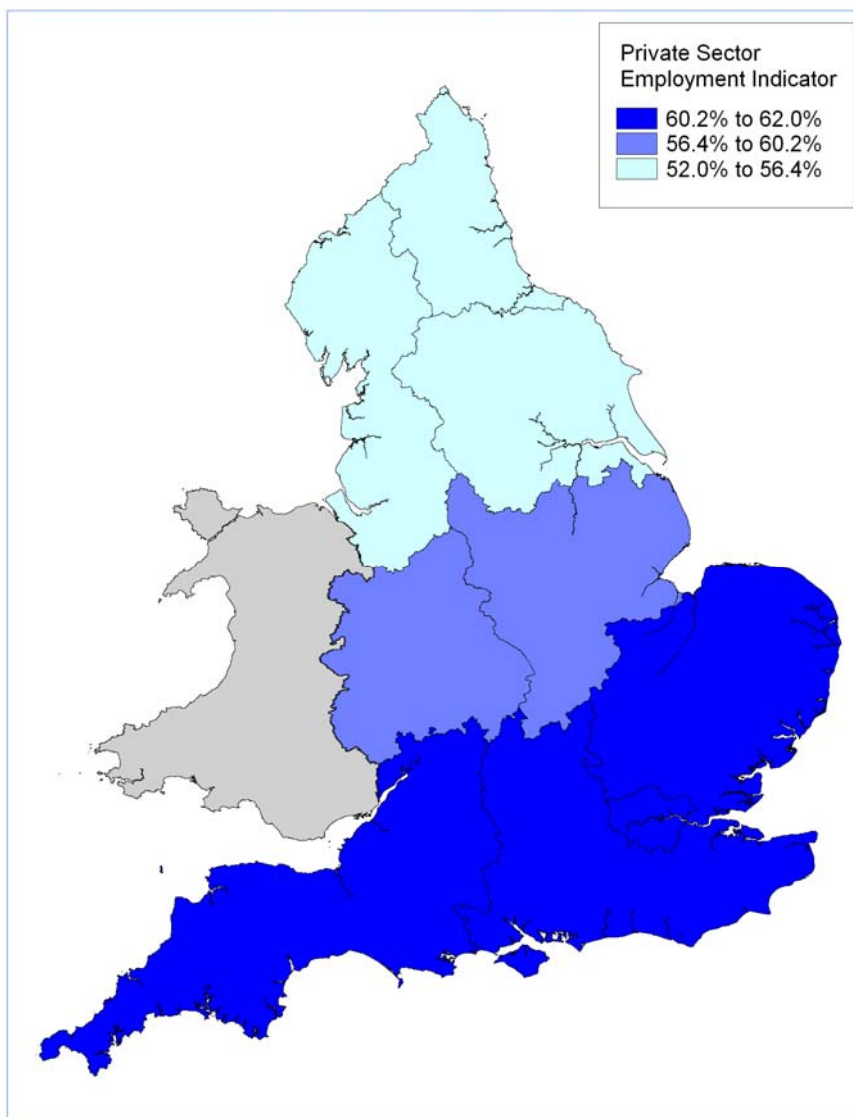 Private Sector
Employment Indicator
60.2% to 62.0%
56.4% to 60.2%
52.0% to 56.4%